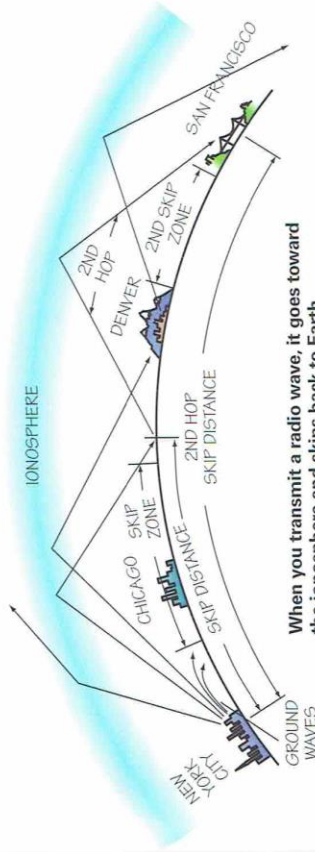 IONOSPHERE
2ND
HOP
SAN FRANCISCO
2ND SKIP
ZONE
DENVER
CHICAGO
SKIP
ZONE
2ND HOP
SKIP DISTANCE
SKIP DISTANCE
NEW
YORK
CITY
GROUND
WAVES
When you transmit a radio wave, it goes toward
the ionosphere and skips back to Earth